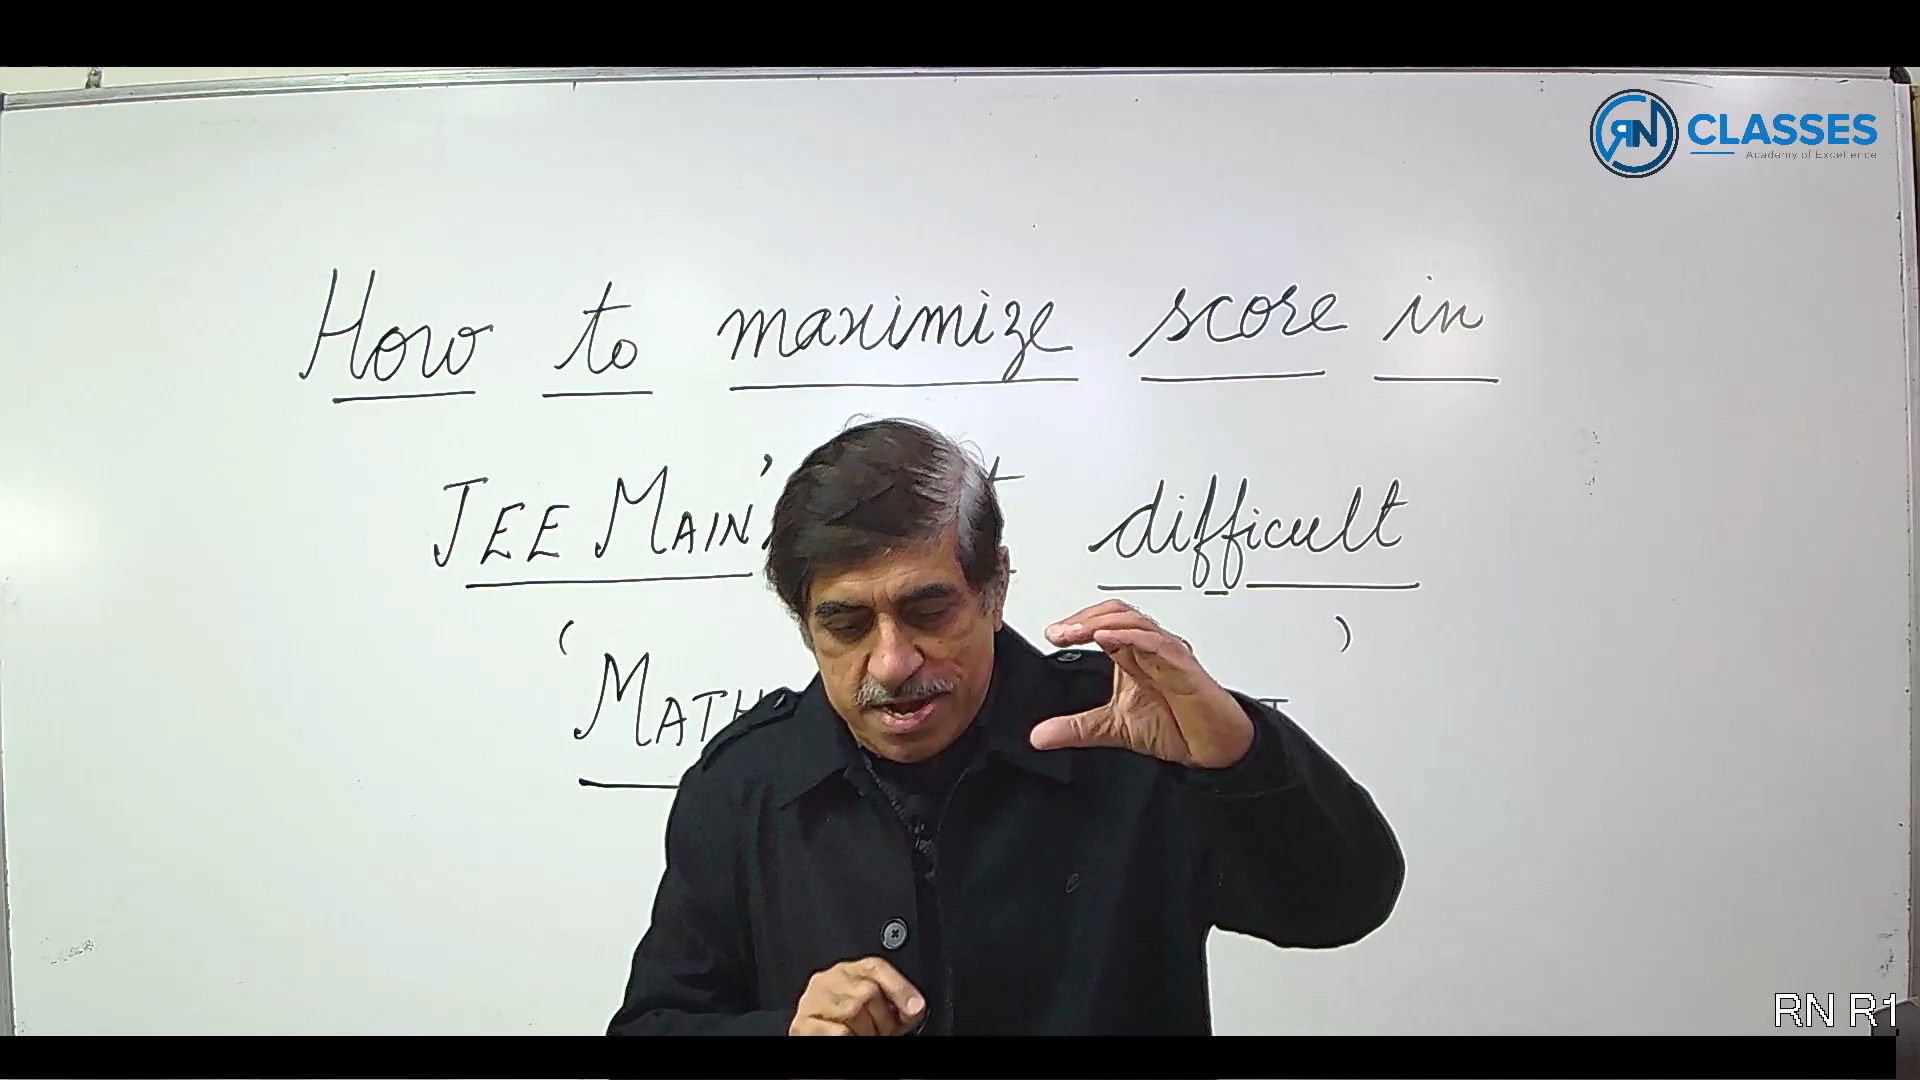 RN CLASSES
Academy of Excellence
How to maximize score in
JEE MAIN' difficult
( )
MATH
RN R1